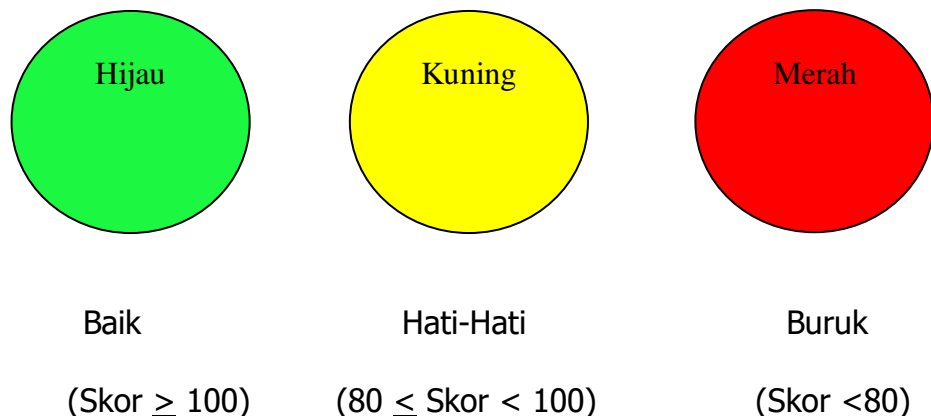 Hijau Kuning Merah
Baik Hati-Hati Buruk
(Skor ≥ 100) (80 ≤ Skor < 100) (Skor <80)